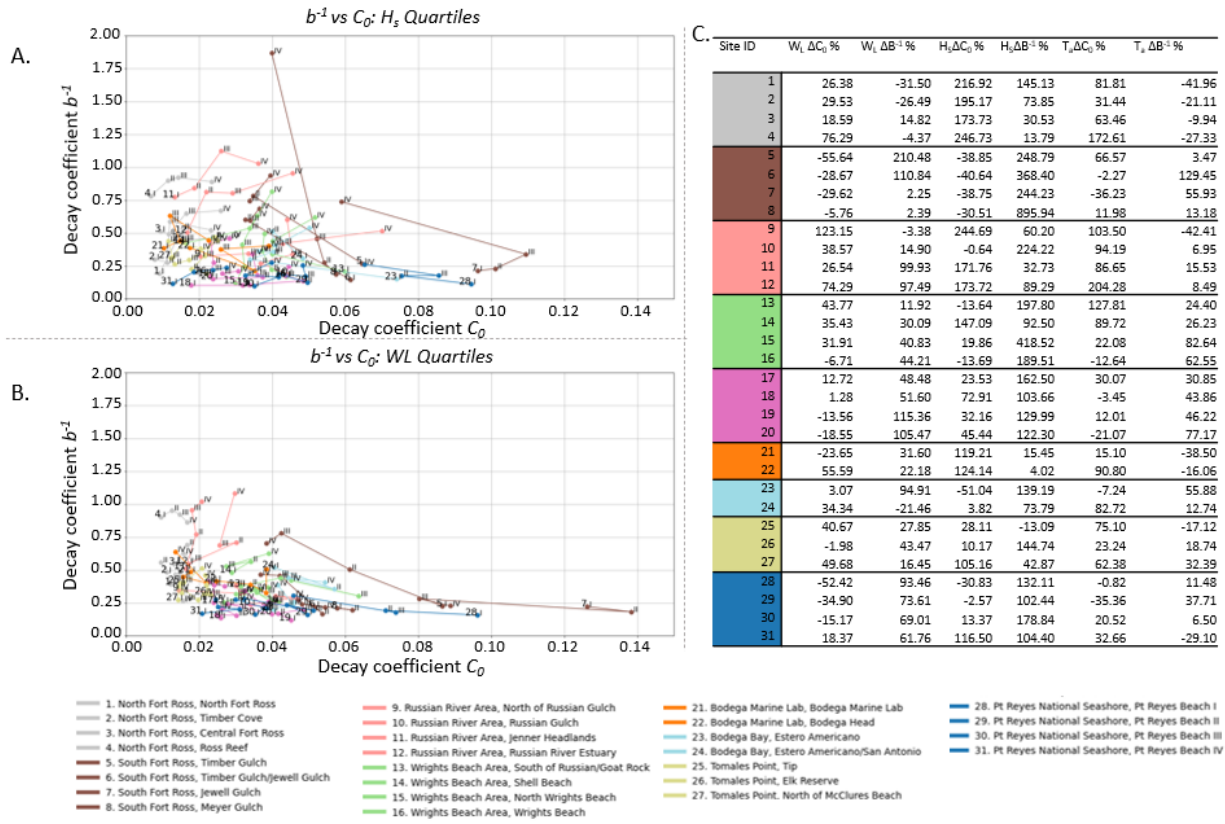 b⁻¹ vs C₀: Hₛ Quartiles
A.
2.00
1.75
1.50
1.25
1.00
0.75
0.50
0.25
0.00
Decay coefficient b⁻¹
0.00 0.02 0.04 0.06 0.08 0.10 0.12 0.14
Decay coefficient C₀
b⁻¹ vs C₀: WL Quartiles
B.
2.00
1.75
1.50
1.25
1.00
0.75
0.50
0.25
0.00
Decay coefficient b⁻¹
0.00 0.02 0.04 0.06 0.08 0.10 0.12 0.14
Decay coefficient C₀
C.
Site ID W_L ΔC₀ % W_L ΔB⁻¹ % HₛΔC₀ % HₛΔB⁻¹ % TₐΔC₀ % Tₐ ΔB⁻¹ %
1 26.38 -31.50 216.92 145.13 81.81 -41.96
2 29.53 -26.49 195.17 73.85 31.44 -21.11
3 18.59 14.82 173.73 30.53 63.46 -9.94
4 76.29 -4.37 246.73 13.79 172.61 -27.33
5 -55.64 210.48 -38.85 248.79 66.57 3.47
6 -28.67 110.84 -40.64 368.40 -2.27 129.45
7 -29.62 2.25 -38.75 244.23 -36.23 55.93
8 -5.76 2.39 -30.51 895.94 11.98 13.18
9 123.15 -3.38 244.69 60.20 103.50 -42.41
10 38.57 14.90 -0.64 224.22 94.19 6.95
11 26.54 99.93 171.76 32.73 86.65 15.53
12 74.29 97.49 173.72 89.29 204.28 8.49
13 43.77 11.92 -13.64 197.80 127.81 24.40
14 35.43 30.09 147.09 92.50 89.72 26.23
15 31.91 40.83 19.86 418.52 22.08 82.64
16 -6.71 44.21 -13.69 189.51 -12.64 62.55
17 12.72 48.48 23.53 162.50 30.07 30.85
18 1.28 51.60 72.91 103.66 -3.45 43.86
19 -13.56 115.36 32.16 129.99 12.01 46.22
20 -18.55 105.47 45.44 122.30 -21.07 77.17
21 -23.65 31.60 119.21 15.45 15.10 -38.50
22 55.59 22.18 124.14 4.02 90.80 -16.06
23 3.07 94.91 -51.04 139.19 -7.24 55.88
24 34.34 -21.46 3.82 73.79 82.72 12.74
25 40.67 27.85 28.11 -13.09 75.10 -17.12
26 -1.98 43.47 10.17 144.74 23.24 18.74
27 49.68 16.45 105.16 42.87 62.38 32.39
28 -52.42 93.46 -30.83 132.11 -0.82 11.48
29 -34.90 73.61 -2.57 102.44 -35.36 37.71
30 -15.17 69.01 13.37 178.84 20.52 6.50
31 18.37 61.76 116.50 104.40 32.66 -29.10
1. North Fort Ross, North Fort Ross
2. North Fort Ross, Timber Cove
3. North Fort Ross, Central Fort Ross
4. North Fort Ross, Ross Reef
5. South Fort Ross, Timber Gulch
6. South Fort Ross, Timber Gulch/Jewell Gulch
7. South Fort Ross, Jewell Gulch
8. South Fort Ross, Meyer Gulch
9. Russian River Area, North of Russian Gulch
10. Russian River Area, Russian Gulch
11. Russian River Area, Jenner Headlands
12. Russian River Area, Russian River Estuary
13. Wrights Beach Area, South of Russian/Goat Rock
14. Wrights Beach Area, Shell Beach
15. Wrights Beach Area, North Wrights Beach
16. Wrights Beach Area, Wrights Beach
21. Bodega Marine Lab, Bodega Marine Lab
22. Bodega Marine Lab, Bodega Head
23. Bodega Bay, Estero Americano
24. Bodega Bay, Estero Americano/San Antonio
25. Tomales Point, Tip
26. Tomales Point, Elk Reserve
27. Tomales Point. North of McClures Beach
28. Pt Reyes National Seashore, Pt Reyes Beach I
29. Pt Reyes National Seashore, Pt Reyes Beach II
30. Pt Reyes National Seashore, Pt Reyes Beach III
31. Pt Reyes National Seashore, Pt Reyes Beach IV